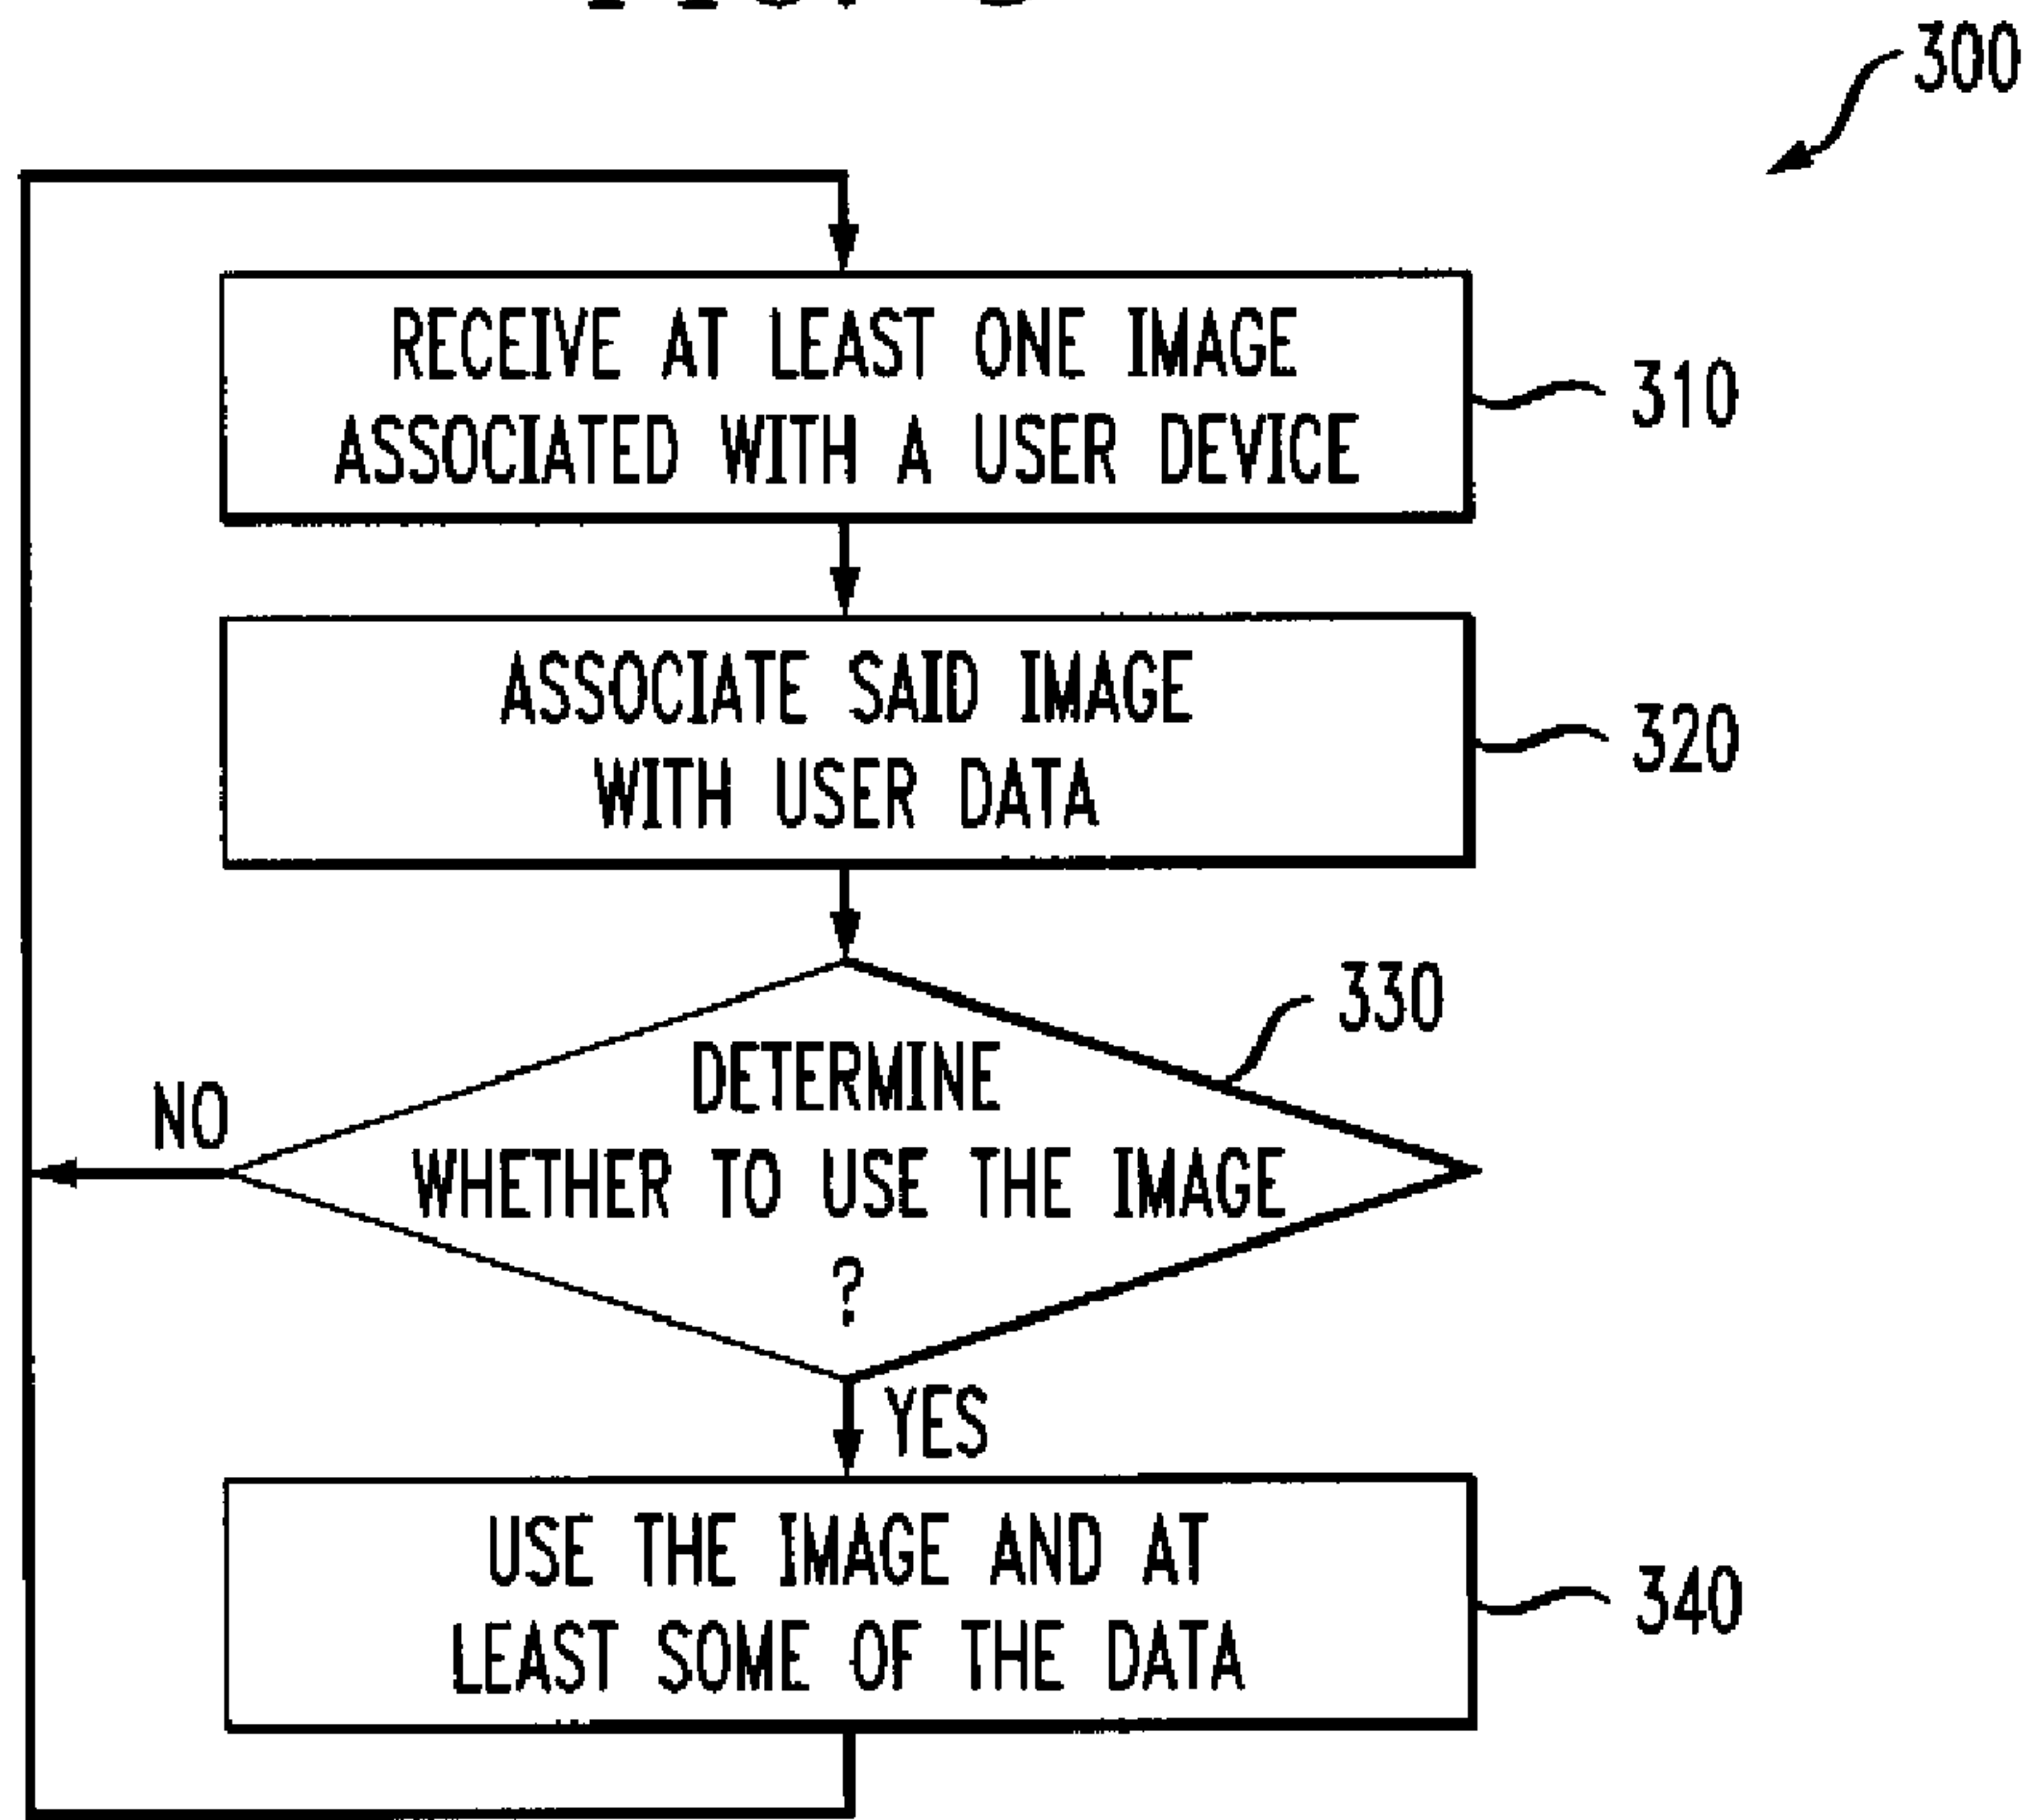 300
RECEIVE AT LEAST ONE IMAGE
ASSOCIATED WITH A USER DEVICE
310
ASSOCIATE SAID IMAGE
WITH USER DATA
320
330
DETERMINE
WHETHER TO USE THE IMAGE
?
NO
YES
USE THE IMAGE AND AT
LEAST SOME OF THE DATA
340